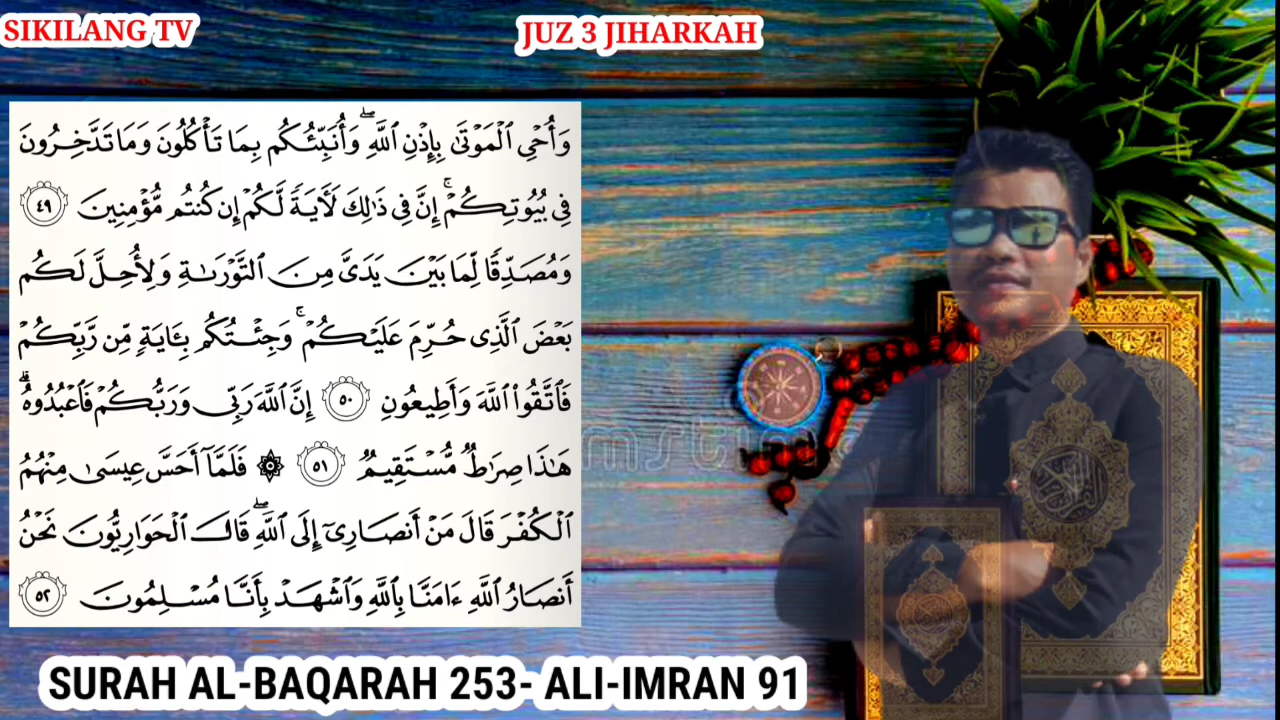 SIKILANG TV
JUZ 3 JIHARKAH
وَأُحْيِ ٱلْمَوْتَىٰ بِإِذْنِ ٱللَّهِۖ وَأُنَبِّئُكُم بِمَا تَأْكُلُونَ وَمَا تَدَّخِرُونَ
فِى بُيُوتِكُمْۚ إِنَّ فِى ذَٰلِكَ لَـَٔايَةً لَّكُمْ إِن كُنتُم مُّؤْمِنِينَ ٤٩
وَمُصَدِّقًا لِّمَا بَيْنَ يَدَىَّ مِنَ ٱلتَّوْرَىٰةِ وَلِأُحِلَّ لَكُم
بَعْضَ ٱلَّذِى حُرِّمَ عَلَيْكُمْۚ وَجِئْتُكُم بِـَٔايَةٍ مِّن رَّبِّكُمْ
فَٱتَّقُوا۟ ٱللَّهَ وَأَطِيعُونِ ٥٠ إِنَّ ٱللَّهَ رَبِّى وَرَبُّكُمْ فَٱعْبُدُوهُۗ
هَٰذَا صِرَٰطٌ مُّسْتَقِيمٌ ٥١ ۞ فَلَمَّآ أَحَسَّ عِيسَىٰ مِنْهُمُ
ٱلْكُفْرَ قَالَ مَنْ أَنصَارِىٓ إِلَى ٱللَّهِۖ قَالَ ٱلْحَوَارِيُّونَ نَحْنُ
أَنصَارُ ٱللَّهِ ءَامَنَّا بِٱللَّهِ وَٱشْهَدْ بِأَنَّا مُسْلِمُونَ ٥٢
SURAH AL-BAQARAH 253- ALI-IMRAN 91